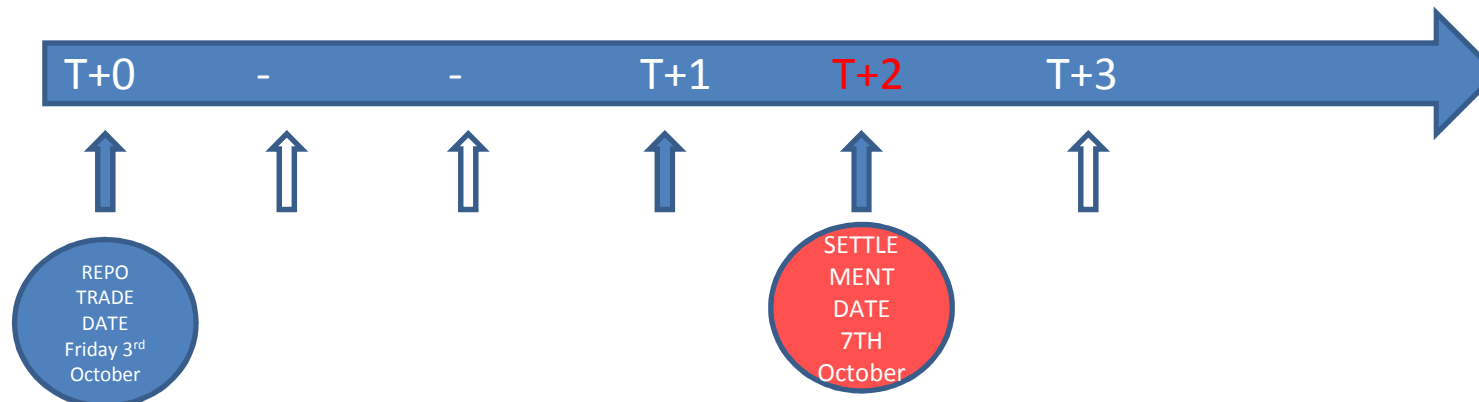 T+0 - - T+1 T+2 T+3
REPO
TRADE
DATE
Friday 3rd
October
SETTLE
MENT
DATE
7TH
October